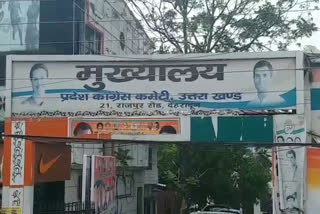 मुख्यालय
प्रदेश कांग्रेस कमेटी, उत्तरा खण्ड
21, राजपुर रोड, देहरादून